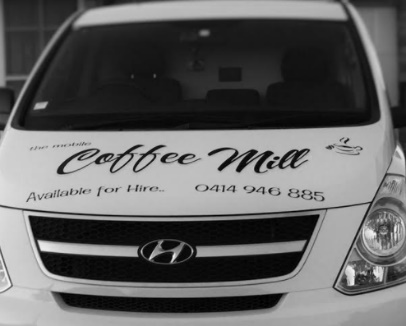 the mobile
Coffee Mill
Available for Hire.. 0414 946 885